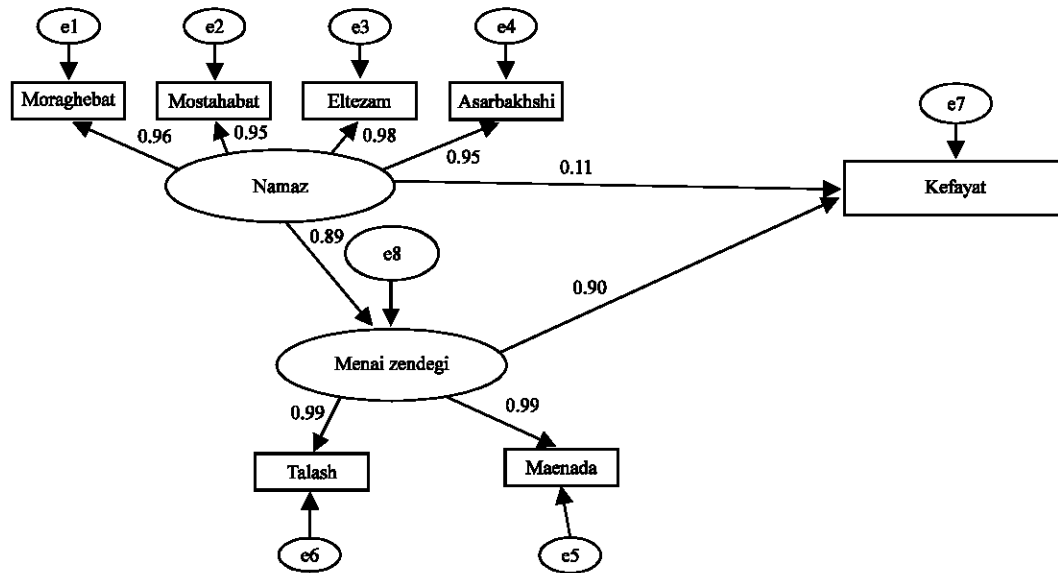 e1
e2
e3
e4
Moraghebat
Mostahabat
Eltezam
Asarbakhshi
e7
0.96
0.95
0.98
0.95
Namaz
0.11
Kefayat
0.89
e8
0.90
Menai zendegi
0.99
0.99
Talash
Maenada
e6
e5